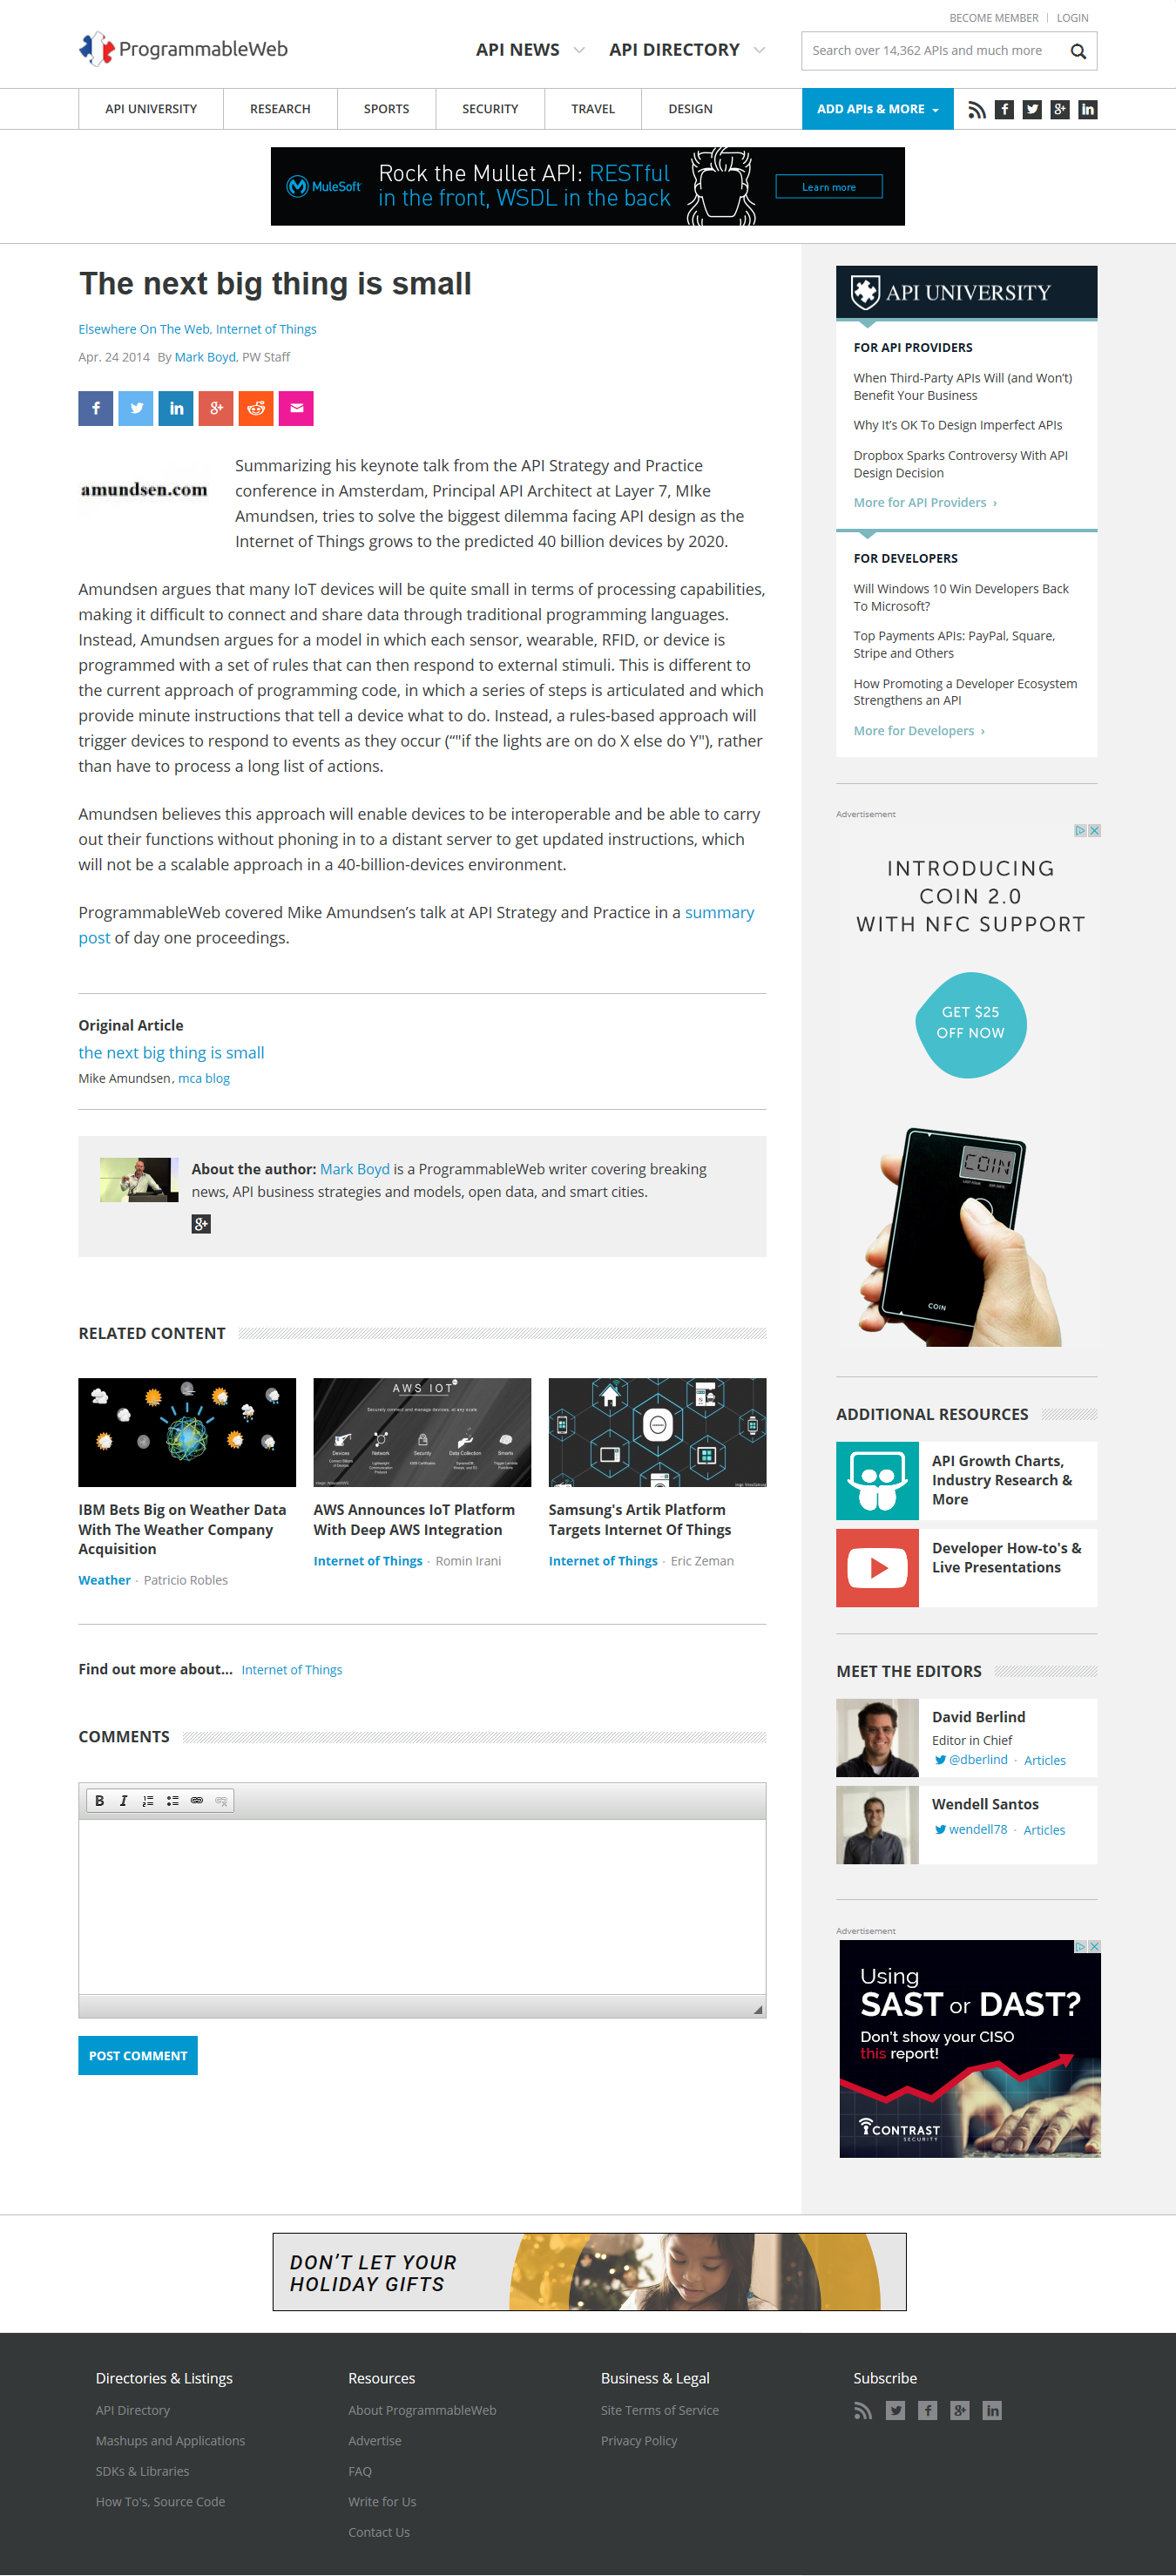 BECOME MEMBER | LOGIN
ProgrammableWeb
API NEWS
API DIRECTORY
Search over 14,362 APIs and much more
API UNIVERSITY
RESEARCH
SPORTS
SECURITY
TRAVEL
DESIGN
ADD APIs & MORE
MuleSoft
Rock the Mullet API: RESTful
in the front, WSDL in the back
Learn more
The next big thing is small
Elsewhere On The Web, Internet of Things
Apr. 24 2014 By Mark Boyd, PW Staff
amundsen.com
Summarizing his keynote talk from the API Strategy and Practice
conference in Amsterdam, Principal API Architect at Layer 7, MIke
Amundsen, tries to solve the biggest dilemma facing API design as the
Internet of Things grows to the predicted 40 billion devices by 2020.
Amundsen argues that many IoT devices will be quite small in terms of processing capabilities,
making it difficult to connect and share data through traditional programming languages.
Instead, Amundsen argues for a model in which each sensor, wearable, RFID, or device is
programmed with a set of rules that can then respond to external stimuli. This is different to
the current approach of programming code, in which a series of steps is articulated and which
provide minute instructions that tell a device what to do. Instead, a rules-based approach will
trigger devices to respond to events as they occur (“"if the lights are on do X else do Y"), rather
than have to process a long list of actions.
Amundsen believes this approach will enable devices to be interoperable and be able to carry
out their functions without phoning in to a distant server to get updated instructions, which
will not be a scalable approach in a 40-billion-devices environment.
ProgrammableWeb covered Mike Amundsen’s talk at API Strategy and Practice in a summary
post of day one proceedings.
Original Article
the next big thing is small
Mike Amundsen, mca blog
About the author: Mark Boyd is a ProgrammableWeb writer covering breaking
news, API business strategies and models, open data, and smart cities.
RELATED CONTENT
AWS IOT
Securely connect and manage devices, at any scale
Devices
Network
Security
Data Collection
Smarts
IBM Bets Big on Weather Data
With The Weather Company
Acquisition
Weather · Patricio Robles
AWS Announces IoT Platform
With Deep AWS Integration
Internet of Things · Romin Irani
Samsung's Artik Platform
Targets Internet Of Things
Internet of Things · Eric Zeman
Find out more about... Internet of Things
COMMENTS
POST COMMENT
API UNIVERSITY
FOR API PROVIDERS
When Third-Party APIs Will (and Won’t)
Benefit Your Business
Why It’s OK To Design Imperfect APIs
Dropbox Sparks Controversy With API
Design Decision
More for API Providers ›
FOR DEVELOPERS
Will Windows 10 Win Developers Back
To Microsoft?
Top Payments APIs: PayPal, Square,
Stripe and Others
How Promoting a Developer Ecosystem
Strengthens an API
More for Developers ›
Advertisement
INTRODUCING
COIN 2.0
WITH NFC SUPPORT
GET $25
OFF NOW
COIN
COIN
ADDITIONAL RESOURCES
API Growth Charts,
Industry Research &
More
Developer How-to's &
Live Presentations
MEET THE EDITORS
David Berlind
Editor in Chief
@dberlind · Articles
Wendell Santos
wendell78 · Articles
Advertisement
Using
SAST or DAST?
Don't show your CISO
this report!
CONTRAST
SECURITY
DON’T LET YOUR
HOLIDAY GIFTS
Directories & Listings
API Directory
Mashups and Applications
SDKs & Libraries
How To's, Source Code
Resources
About ProgrammableWeb
Advertise
FAQ
Write for Us
Contact Us
Business & Legal
Site Terms of Service
Privacy Policy
Subscribe